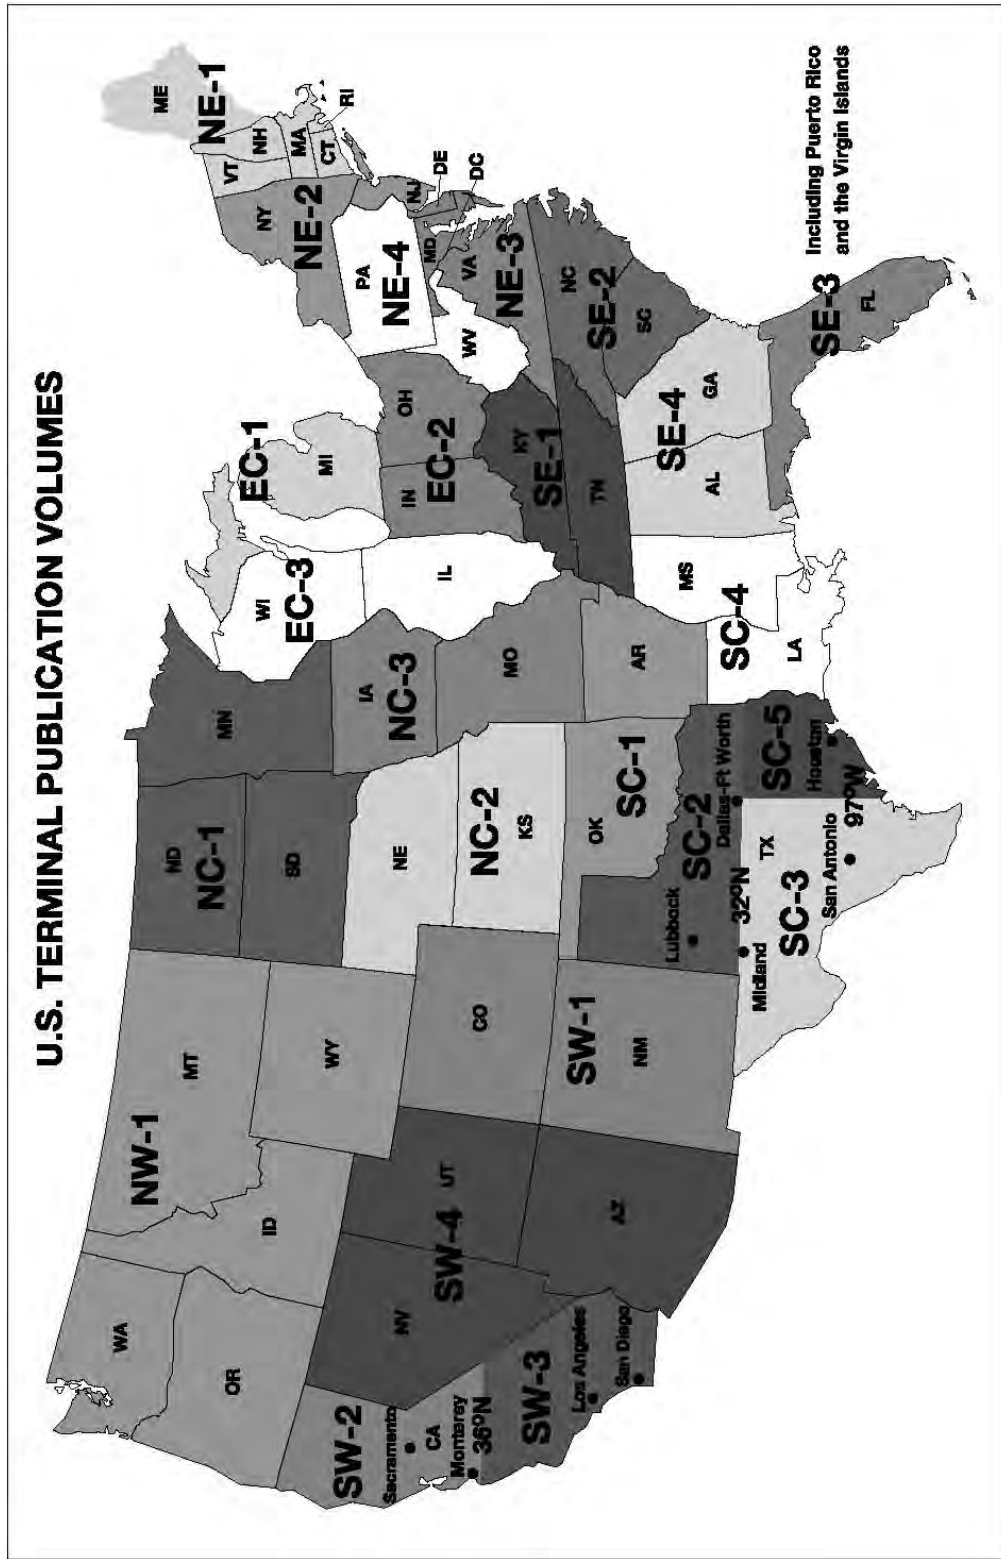 U.S. TERMINAL PUBLICATION VOLUMES
WA
OR
NW-1
MT
ID
WY
SW-2
Sacramento
CA
Monterey
36ºN
SW-3
Los Angeles
San Diego
NV
SW-4
UT
AZ
CO
SW-1
NM
ND
NC-1
SD
MN
NE
NC-2
KS
IA
NC-3
MO
OK
SC-1
AR
Lubbock
SC-2
Dallas-Ft Worth
32ºN
Midland
TX
SC-3
San Antonio
97ºW
SC-5
Houston
WI
EC-3
IL
EC-1
MI
IN
EC-2
OH
KY
SE-1
TN
MS
SC-4
LA
AL
SE-4
GA
NC
SE-2
SC
SE-3
FL
Including Puerto Rico
and the Virgin Islands
ME
NE-1
VT
NH
MA
CT
RI
NY
NE-2
PA
NE-4
WV
NJ
DE
DC
MD
VA
NE-3